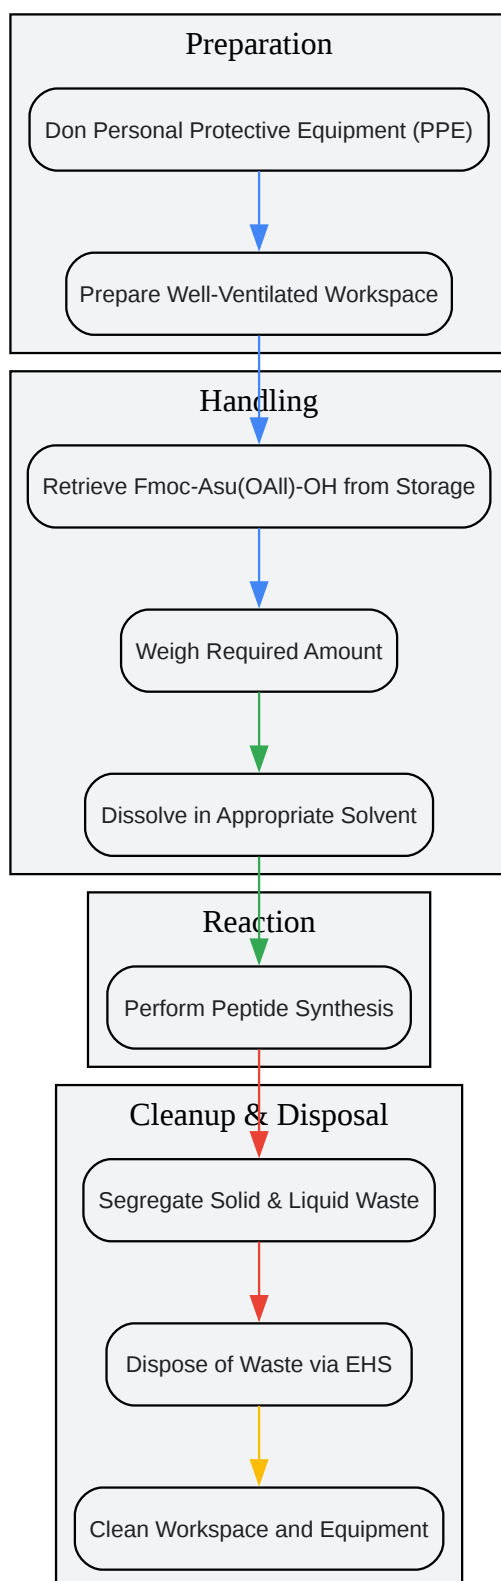 Preparation
Don Personal Protective Equipment (PPE)
Prepare Well-Ventilated Workspace
Handling
Retrieve Fmoc-Asu(OAll)-OH from Storage
Weigh Required Amount
Dissolve in Appropriate Solvent
Reaction
Perform Peptide Synthesis
Cleanup & Disposal
Segregate Solid & Liquid Waste
Dispose of Waste via EHS
Clean Workspace and Equipment